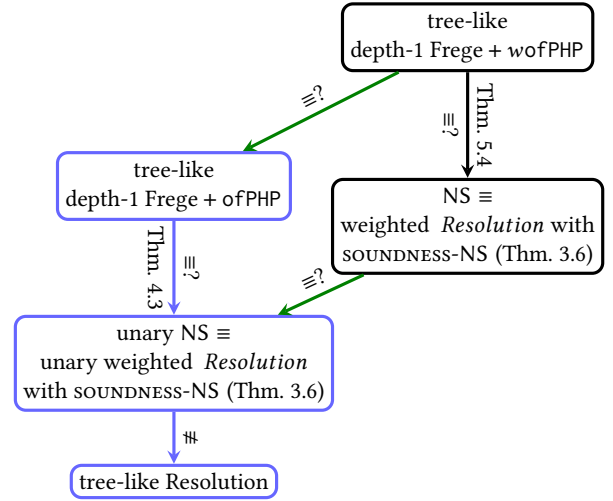 tree-like
depth-1 Frege + wofPHP
≡?
Thm. 5.4
≡?
tree-like
depth-1 Frege + ofPHP
NS ≡
weighted Resolution with
SOUNDNESS-NS (Thm. 3.6)
Thm. 4.3
≡?
≡?
unary NS ≡
unary weighted Resolution
with SOUNDNESS-NS (Thm. 3.6)
≢
tree-like Resolution